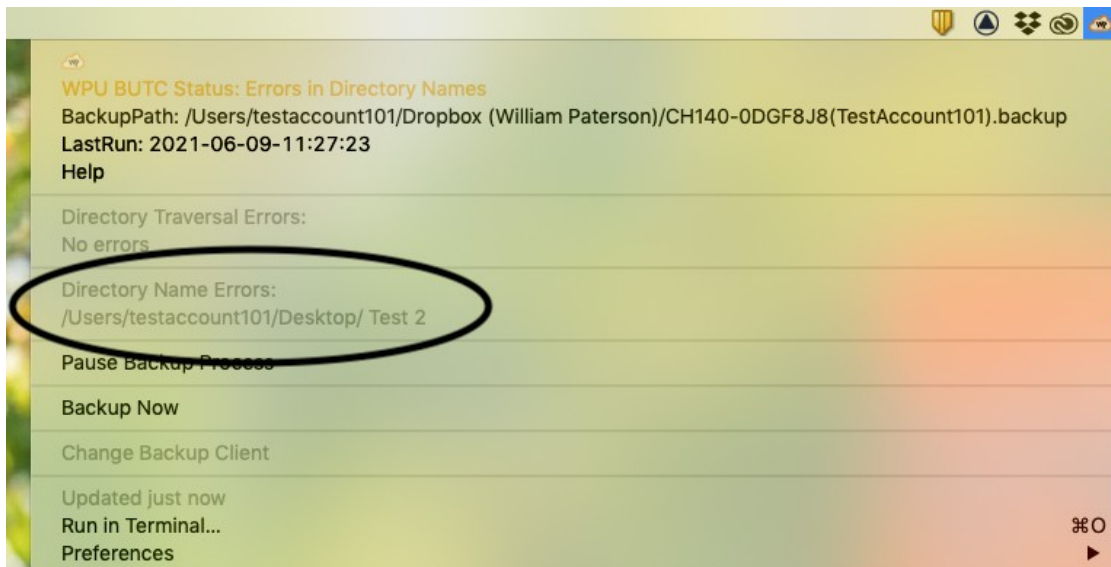 WPU BUTC Status: Errors in Directory Names
BackupPath: /Users/testaccount101/Dropbox (William Paterson)/CH140-0DGF8J8(TestAccount101).backup
LastRun: 2021-06-09-11:27:23
Help
Directory Traversal Errors:
No errors
Directory Name Errors:
/Users/testaccount101/Desktop/ Test 2
Pause Backup Process
Backup Now
Change Backup Client
Updated just now
Run in Terminal... ⌘O
Preferences ▶